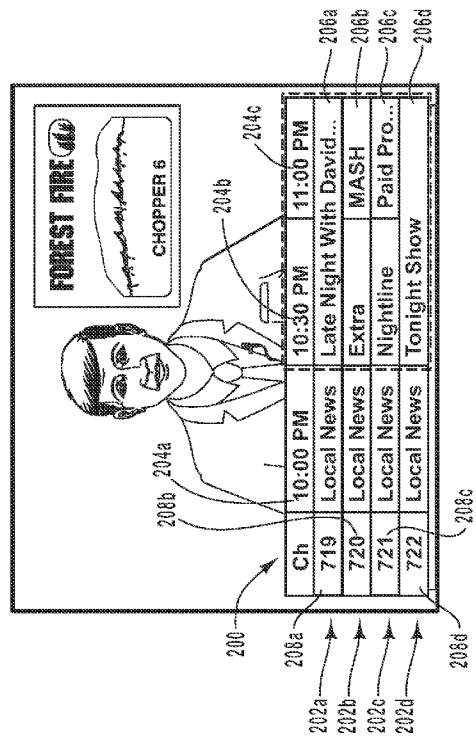 FOREST FIRE
CHOPPER 6
204a
208b
204b
204c
200
Ch 10:00 PM 10:30 PM 11:00 PM
208a
202a 719 Local News Late Night With David... 206a
202b 720 Local News Extra MASH 206b
202c 721 Local News Nightline Paid Pro... 206c
202d 722 Local News Tonight Show 206d
208d
208c